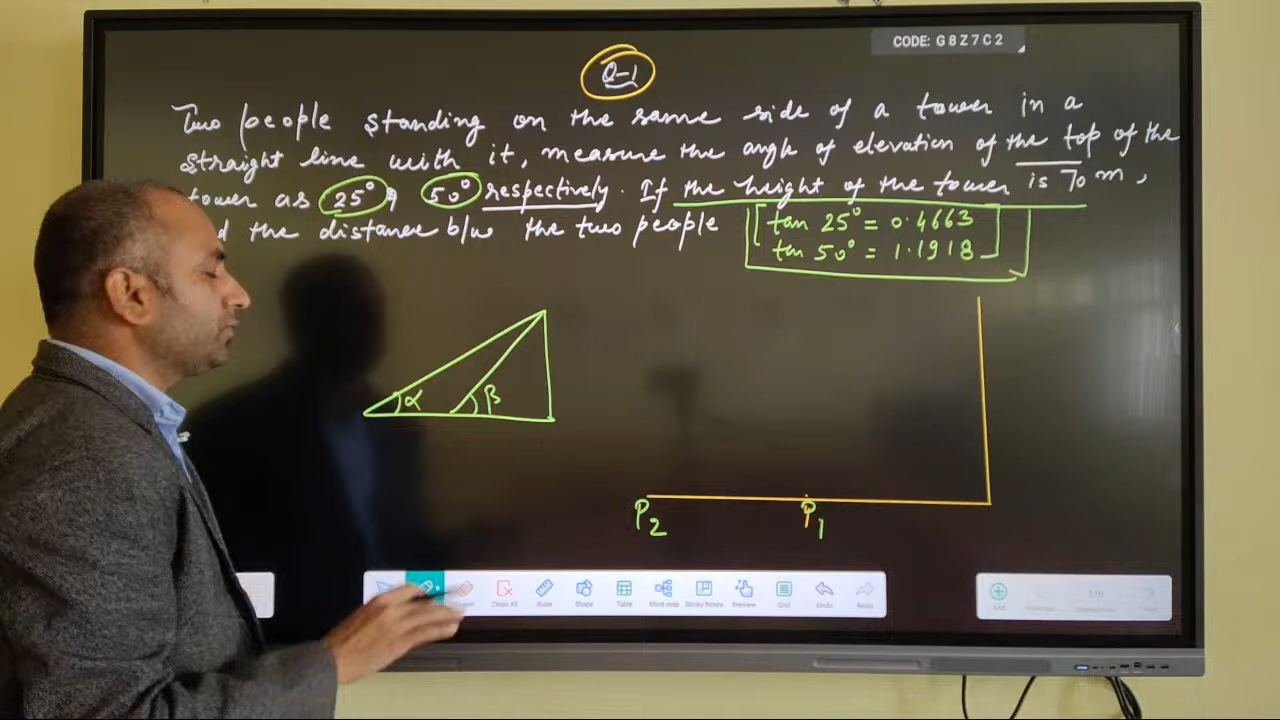 CODE: G8Z7C2
Q-1
Two people standing on the same side of a tower in a
straight line with it, measure the angle of elevation of the top of the
tower as 25° & 50° respectively. If the height of the tower is 70 m,
the distance b/w the two people [tan 25° = 0.4663
tan 50° = 1.1918]
α β
P2 P1
Clean All Ruler Shape Table Mind map Sticky Notes Preview Grid Undo Redo Add 1/6